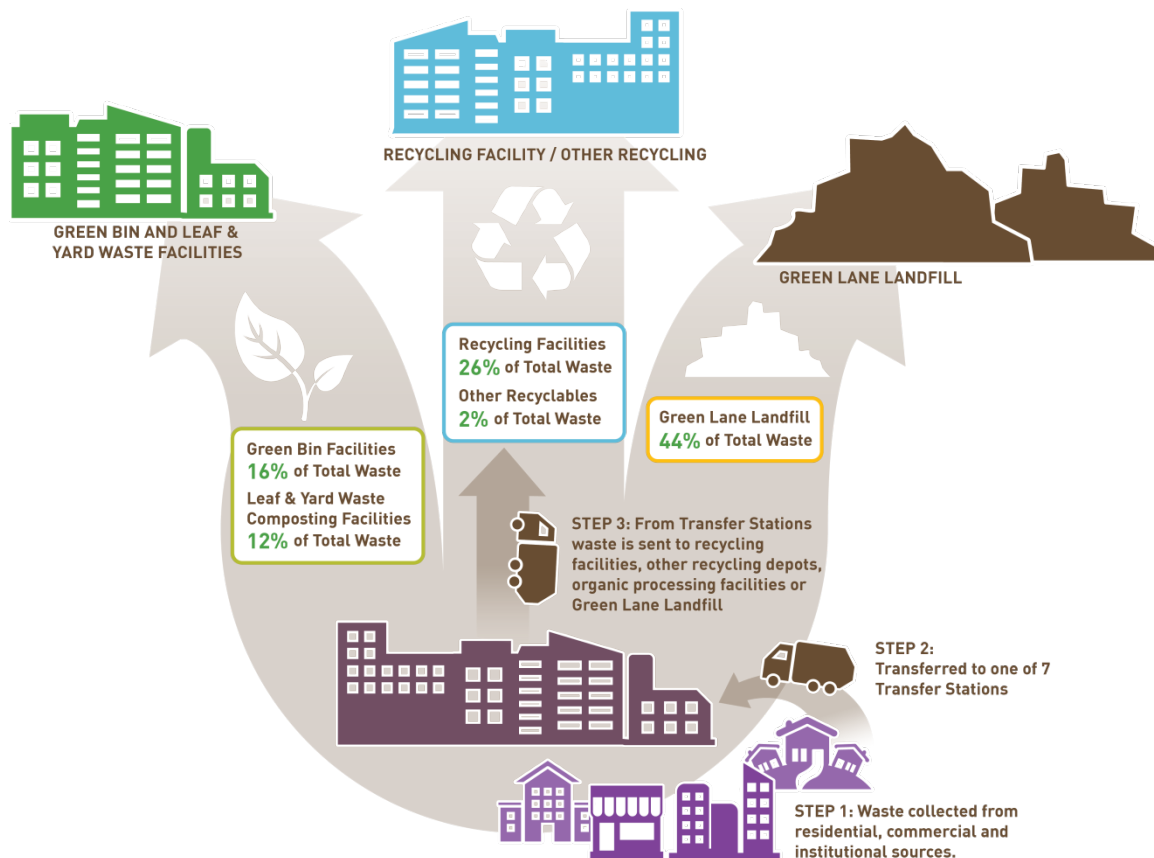 RECYCLING FACILITY / OTHER RECYCLING
GREEN BIN AND LEAF &
YARD WASTE FACILITIES
GREEN LANE LANDFILL
Recycling Facilities
26% of Total Waste
Other Recyclables
2% of Total Waste
Green Lane Landfill
44% of Total Waste
Green Bin Facilities
16% of Total Waste
Leaf & Yard Waste
Composting Facilities
12% of Total Waste
STEP 3: From Transfer Stations
waste is sent to recycling
facilities, other recycling depots,
organic processing facilities or
Green Lane Landfill
STEP 2:
Transferred to one of 7
Transfer Stations
STEP 1: Waste collected from
residential, commercial and
institutional sources.